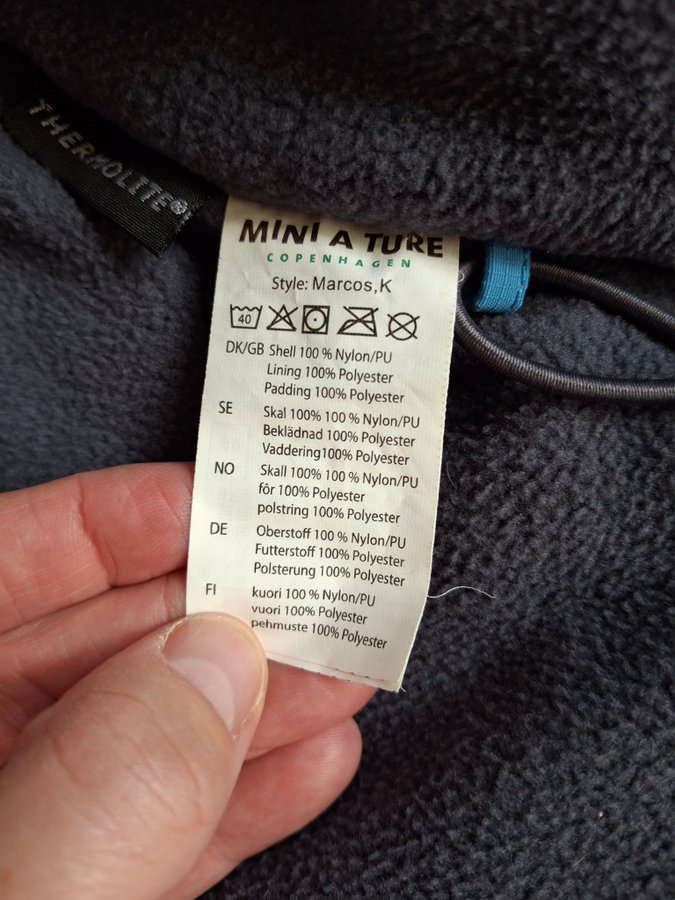 THERMOLITE®
MINI A TURE
COPENHAGEN
Style: Marcos,K
40
DK/GB Shell 100 % Nylon/PU
Lining 100% Polyester
Padding 100% Polyester
SE Skal 100% 100 % Nylon/PU
Beklädnad 100% Polyester
Vaddering100% Polyester
NO Skall 100% 100 % Nylon/PU
fôr 100% Polyester
polstring 100% Polyester
DE Oberstoff 100 % Nylon/PU
Futterstoff 100% Polyester
Polsterung 100% Polyester
FI kuori 100 % Nylon/PU
vuori 100% Polyester
pehmuste 100% Polyester